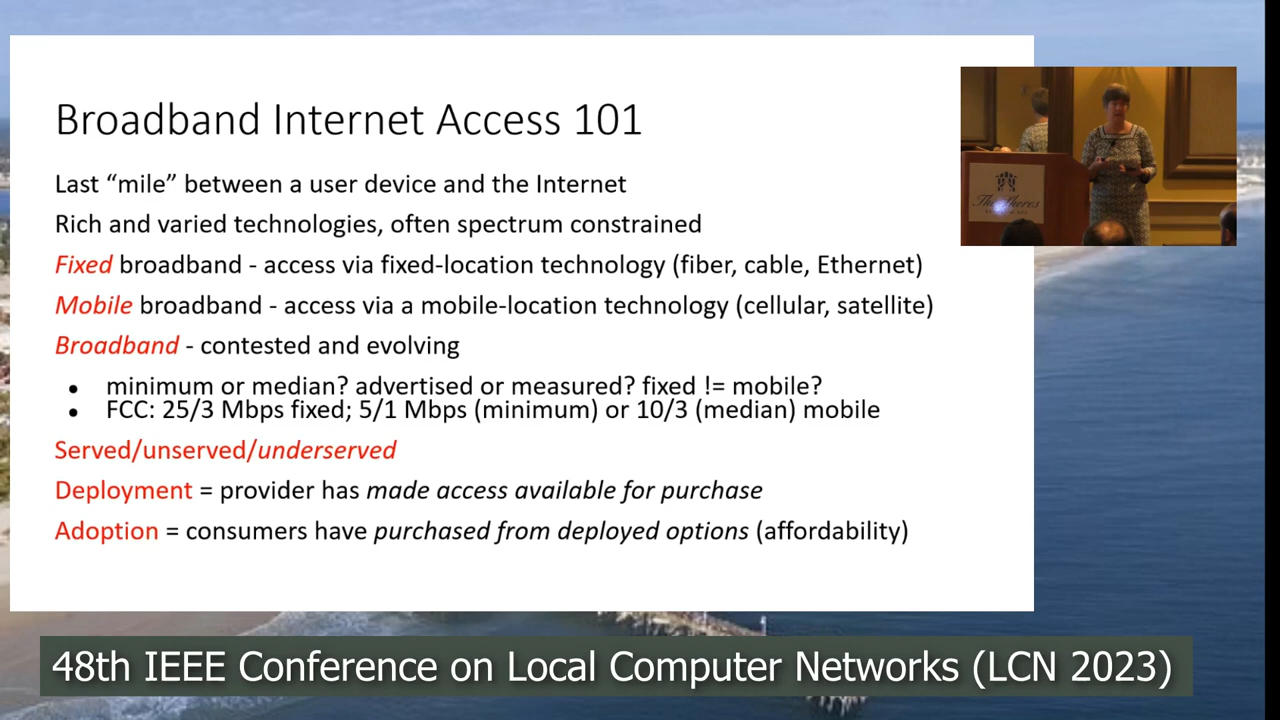 Broadband Internet Access 101
Last “mile” between a user device and the Internet
Rich and varied technologies, often spectrum constrained
Fixed broadband - access via fixed-location technology (fiber, cable, Ethernet)
Mobile broadband - access via a mobile-location technology (cellular, satellite)
Broadband - contested and evolving
• minimum or median? advertised or measured? fixed != mobile?
• FCC: 25/3 Mbps fixed; 5/1 Mbps (minimum) or 10/3 (median) mobile
Served/unserved/underserved
Deployment = provider has made access available for purchase
Adoption = consumers have purchased from deployed options (affordability)
48th IEEE Conference on Local Computer Networks (LCN 2023)